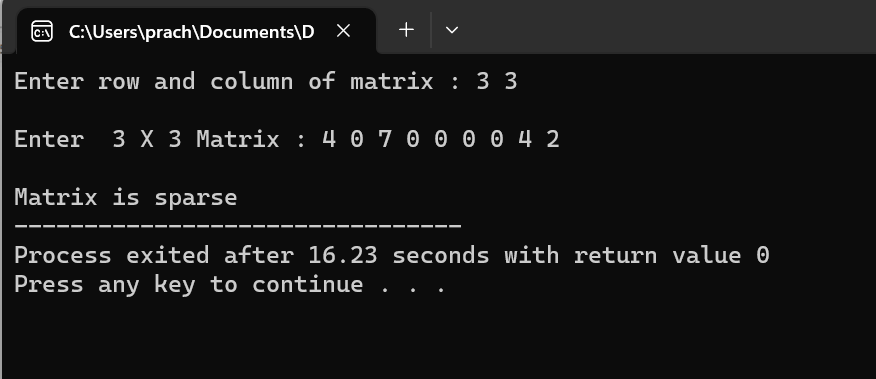 C:\Users\prach\Documents\D
Enter row and column of matrix : 3 3
Enter  3 X 3 Matrix : 4 0 7 0 0 0 0 4 2
Matrix is sparse
--------------------------------
Process exited after 16.23 seconds with return value 0
Press any key to continue . . .